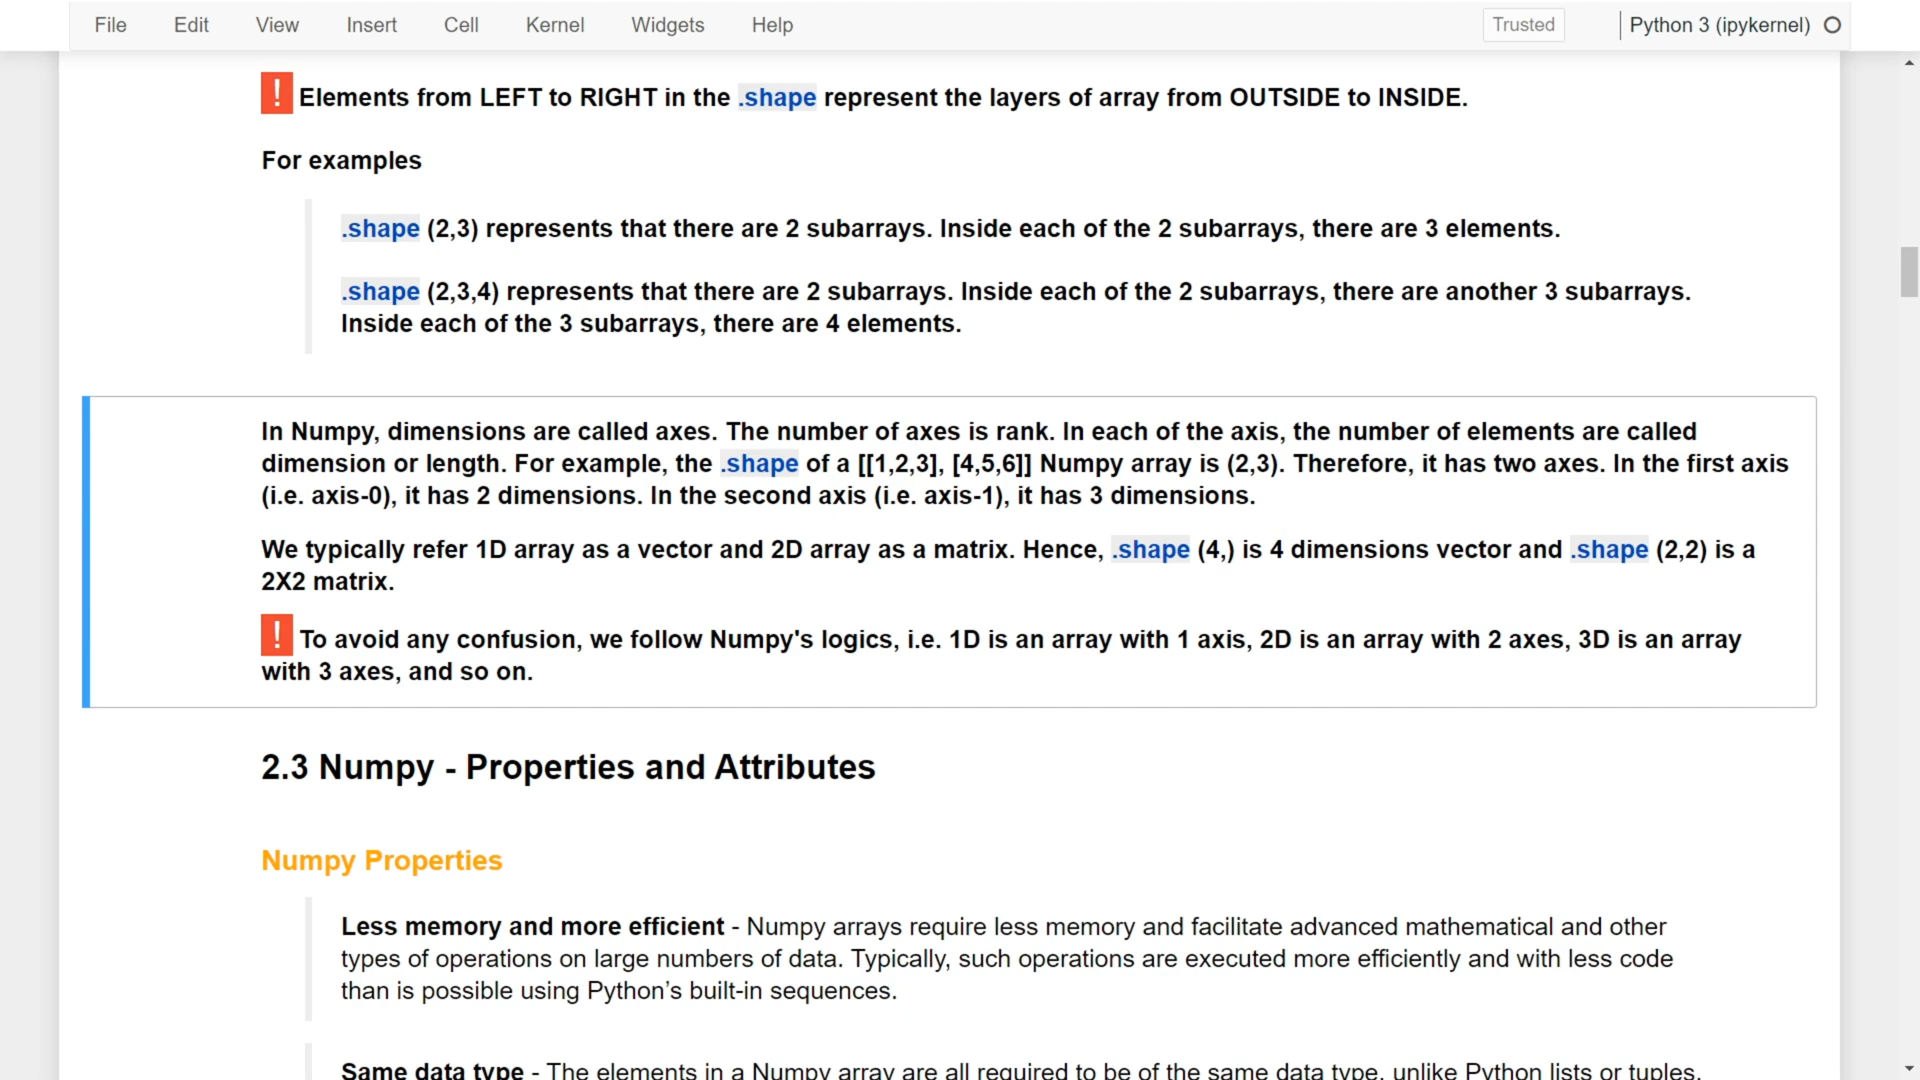 File Edit View Insert Cell Kernel Widgets Help Trusted Python 3 (ipykernel)
! Elements from LEFT to RIGHT in the .shape represent the layers of array from OUTSIDE to INSIDE.
For examples
.shape (2,3) represents that there are 2 subarrays. Inside each of the 2 subarrays, there are 3 elements.
.shape (2,3,4) represents that there are 2 subarrays. Inside each of the 2 subarrays, there are another 3 subarrays.
Inside each of the 3 subarrays, there are 4 elements.
In Numpy, dimensions are called axes. The number of axes is rank. In each of the axis, the number of elements are called
dimension or length. For example, the .shape of a [[1,2,3], [4,5,6]] Numpy array is (2,3). Therefore, it has two axes. In the first axis
(i.e. axis-0), it has 2 dimensions. In the second axis (i.e. axis-1), it has 3 dimensions.
We typically refer 1D array as a vector and 2D array as a matrix. Hence, .shape (4,) is 4 dimensions vector and .shape (2,2) is a
2X2 matrix.
! To avoid any confusion, we follow Numpy's logics, i.e. 1D is an array with 1 axis, 2D is an array with 2 axes, 3D is an array
with 3 axes, and so on.
2.3 Numpy - Properties and Attributes
Numpy Properties
Less memory and more efficient - Numpy arrays require less memory and facilitate advanced mathematical and other
types of operations on large numbers of data. Typically, such operations are executed more efficiently and with less code
than is possible using Python’s built-in sequences.
Same data type - The elements in a Numpy array are all required to be of the same data type, unlike Python lists or tuples.